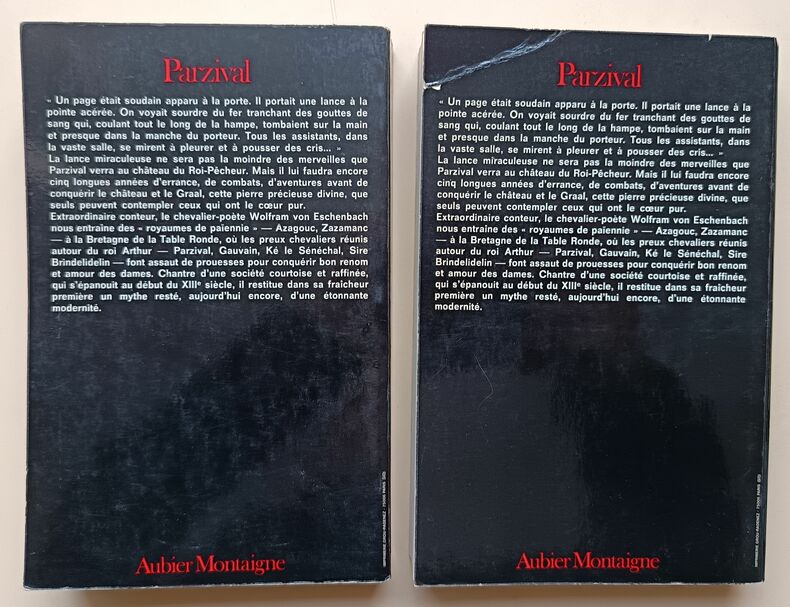 Parzival
« Un page était soudain apparu à la porte. Il portait une lance à la
pointe acérée. On voyait sourdre du fer tranchant des gouttes de
sang qui, coulant tout le long de la hampe, tombaient sur la main
et presque dans la manche du porteur. Tous les assistants, dans
la vaste salle, se mirent à pleurer et à pousser des cris... »
La lance miraculeuse ne sera pas la moindre des merveilles que
Parzival verra au château du Roi-Pêcheur. Mais il lui faudra encore
cinq longues années d'errance, de combats, d'aventures avant de
conquérir le château et le Graal, cette pierre précieuse divine, que
seuls peuvent contempler ceux qui ont le cœur pur.
Extraordinaire conteur, le chevalier-poète Wolfram von Eschenbach
nous entraîne des « royaumes de païennie » — Azagouc, Zazamanc
— à la Bretagne de la Table Ronde, où les preux chevaliers réunis
autour du roi Arthur — Parzival, Gauvain, Ké le Sénéchal, Sire
Brindelidelin — font assaut de prouesses pour conquérir bon renom
et amour des dames. Chantre d'une société courtoise et raffinée,
qui s'épanouit au début du XIIIe siècle, il restitue dans sa fraîcheur
première un mythe resté, aujourd'hui encore, d'une étonnante
modernité.
Aubier Montaigne
Parzival
« Un page était soudain apparu à la porte. Il portait une lance à la
pointe acérée. On voyait sourdre du fer tranchant des gouttes de
sang qui, coulant tout le long de la hampe, tombaient sur la main
et presque dans la manche du porteur. Tous les assistants, dans
la vaste salle, se mirent à pleurer et à pousser des cris... »
La lance miraculeuse ne sera pas la moindre des merveilles que
Parzival verra au château du Roi-Pêcheur. Mais il lui faudra encore
cinq longues années d'errance, de combats, d'aventures avant de
conquérir le château et le Graal, cette pierre précieuse divine, que
seuls peuvent contempler ceux qui ont le cœur pur.
Extraordinaire conteur, le chevalier-poète Wolfram von Eschenbach
nous entraîne des « royaumes de païennie » — Azagouc, Zazamanc
— à la Bretagne de la Table Ronde, où les preux chevaliers réunis
autour du roi Arthur — Parzival, Gauvain, Ké le Sénéchal, Sire
Brindelidelin — font assaut de prouesses pour conquérir bon renom
et amour des dames. Chantre d'une société courtoise et raffinée,
qui s'épanouit au début du XIIIe siècle, il restitue dans sa fraîcheur
première un mythe resté, aujourd'hui encore, d'une étonnante
modernité.
Aubier Montaigne